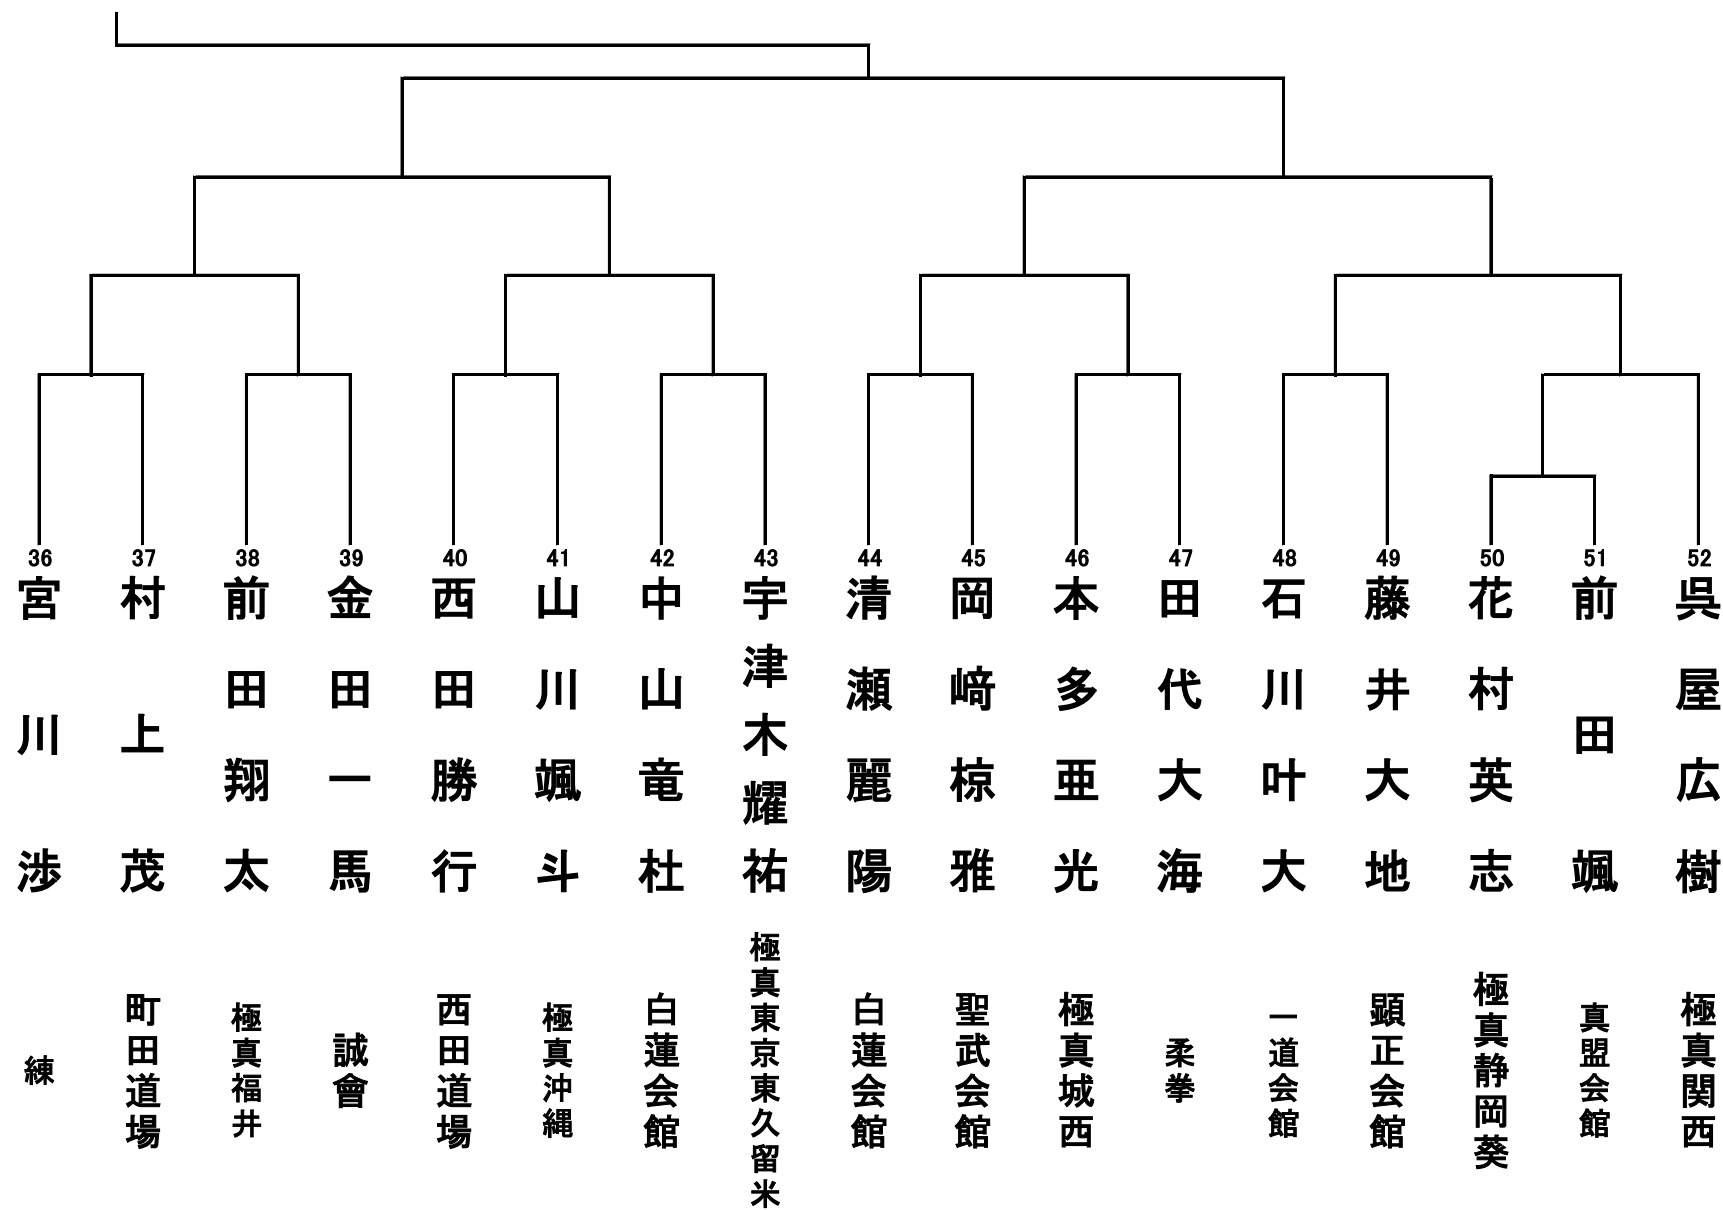 36
宮川渉
練
37
村上茂
町田道場
38
前田翔太
極真福井
39
金田一馬
誠會
40
西田勝行
西田道場
41
山川颯斗
極真沖縄
42
中山竜杜
白蓮会館
43
宇津木耀祐
極真東京東久留米
44
清瀬麗陽
白蓮会館
45
岡﨑椋雅
聖武会館
46
本多亜光
極真城西
47
田代大海
柔拳
48
石川叶大
一道会館
49
藤井大地
顕正会館
50
花村英志
極真静岡葵
51
前田颯
真盟会館
52
呉屋広樹
極真関西